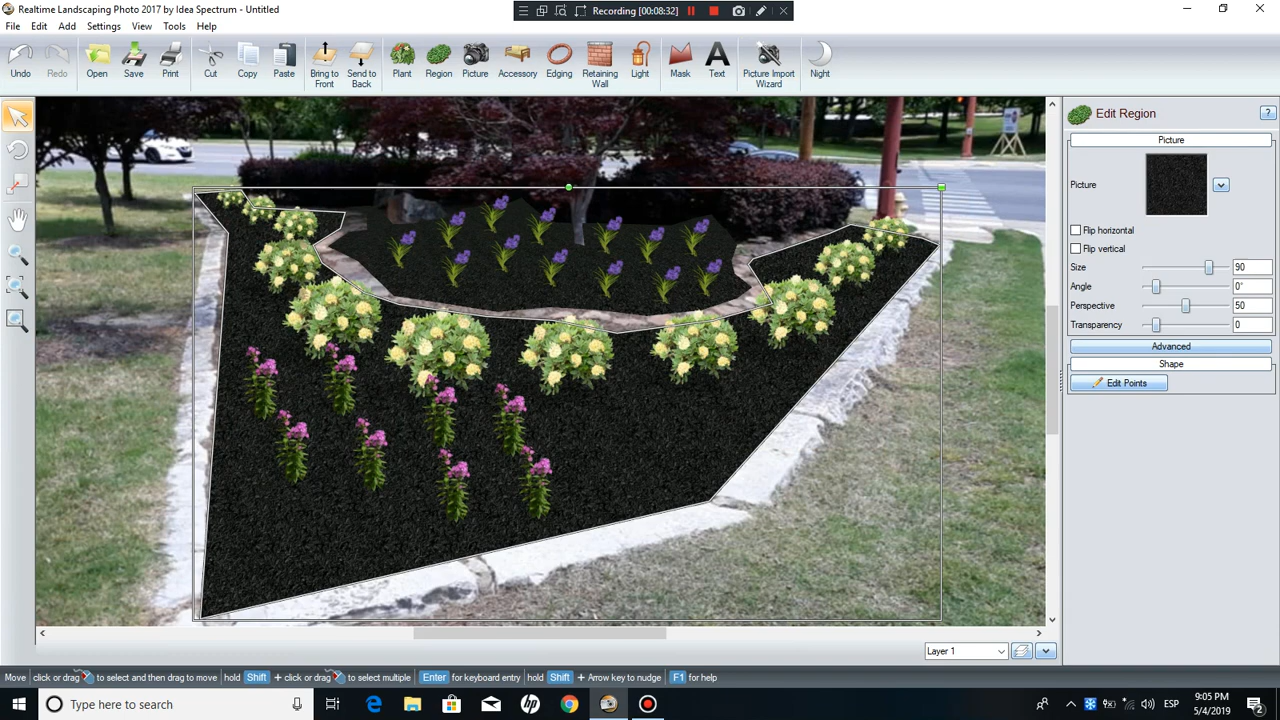 Realtime Landscaping Photo 2017 by Idea Spectrum - Untitled
Recording [00:08:32]
File Edit Add Settings View Tools Help
Undo Redo Open Save Print Cut Copy Paste Bring to Front Send to Back Plant Region Picture Accessory Edging Retaining Wall Light Mask Text Picture Import Wizard Night
Edit Region
?
Picture
Picture
Flip horizontal
Flip vertical
Size 90
Angle 0°
Perspective 50
Transparency 0
Advanced
Shape
Edit Points
Layer 1
Move click or drag to select and then drag to move hold Shift + click or drag to select multiple Enter for keyboard entry hold Shift + Arrow key to nudge F1 for help
Type here to search
ESP
9:05 PM
5/4/2019
2